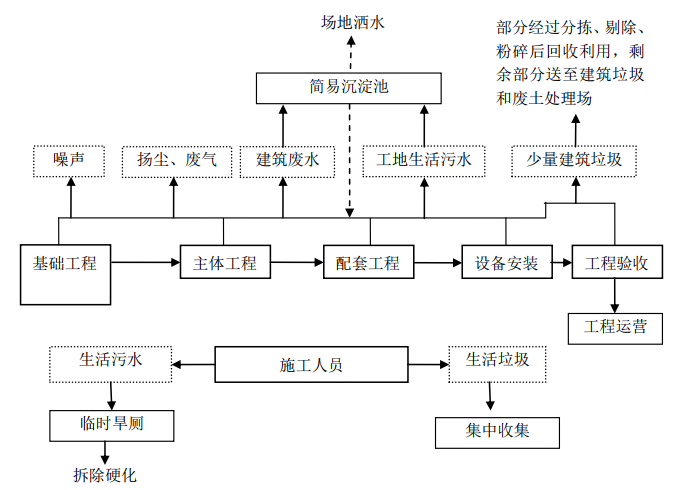 场地洒水
部分经过分拣、剔除、
粉碎后回收利用，剩
余部分送至建筑垃圾
和废土处理场
简易沉淀池
噪声
扬尘、废气
建筑废水
工地生活污水
少量建筑垃圾
基础工程
主体工程
配套工程
设备安装
工程验收
工程运营
生活污水
施工人员
生活垃圾
临时旱厕
集中收集
拆除硬化